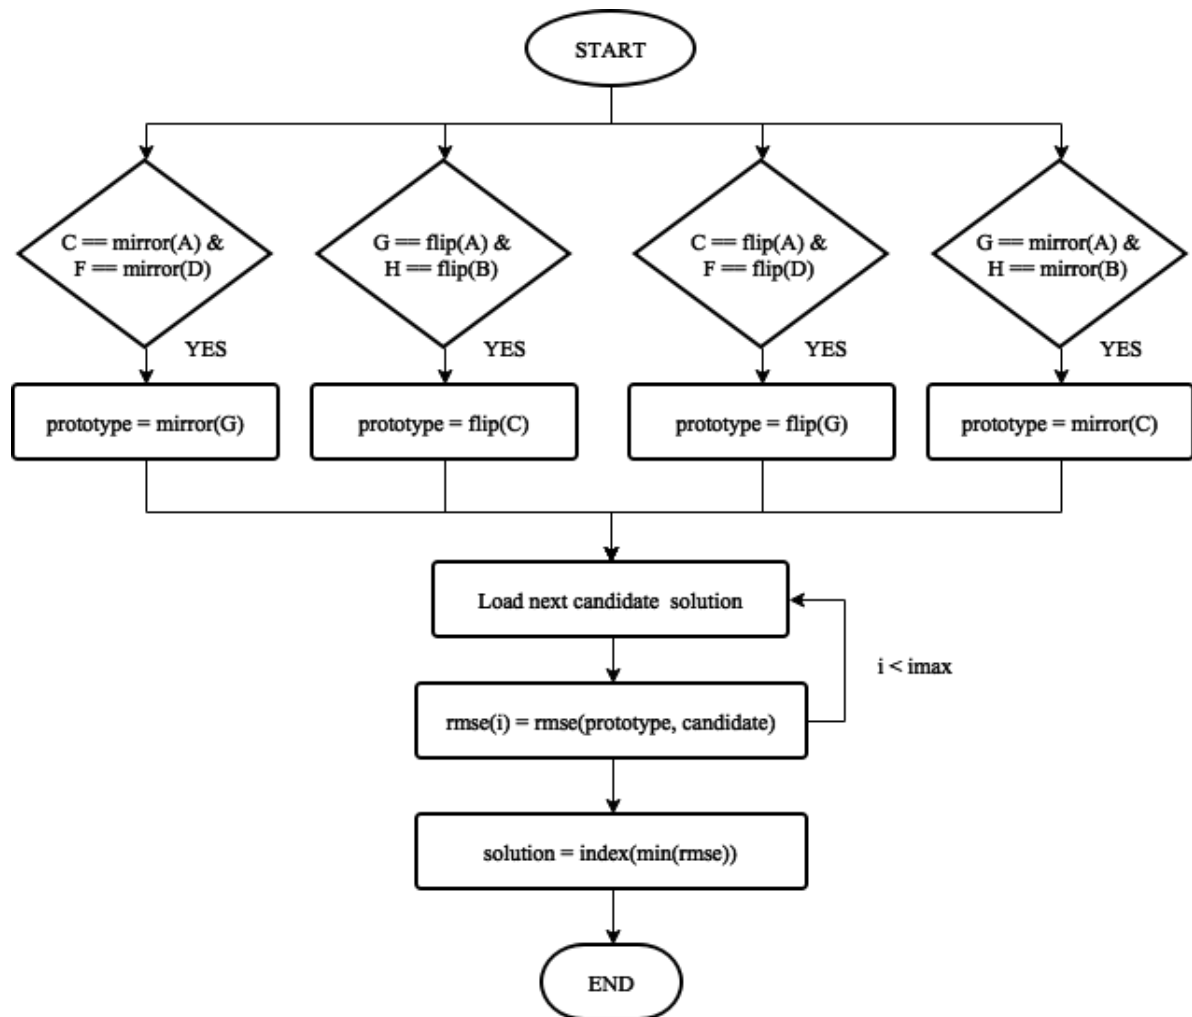 START
C == mirror(A) &
F == mirror(D)
G == flip(A) &
H == flip(B)
C == flip(A) &
F == flip(D)
G == mirror(A) &
H == mirror(B)
YES
YES
YES
YES
prototype = mirror(G)
prototype = flip(C)
prototype = flip(G)
prototype = mirror(C)
Load next candidate solution
i < imax
rmse(i) = rmse(prototype, candidate)
solution = index(min(rmse))
END